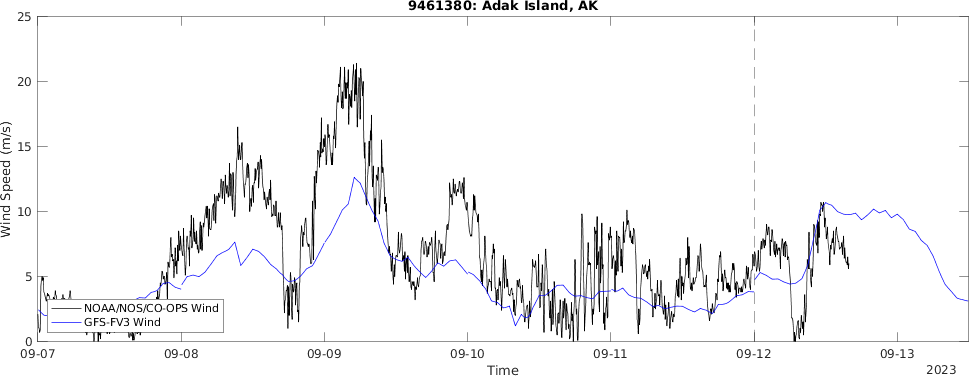 9461380: Adak Island, AK
25
20
15
10
5
0
Wind Speed (m/s)
NOAA/NOS/CO-OPS Wind
GFS-FV3 Wind
09-07 09-08 09-09 09-10 09-11 09-12 09-13
Time
2023